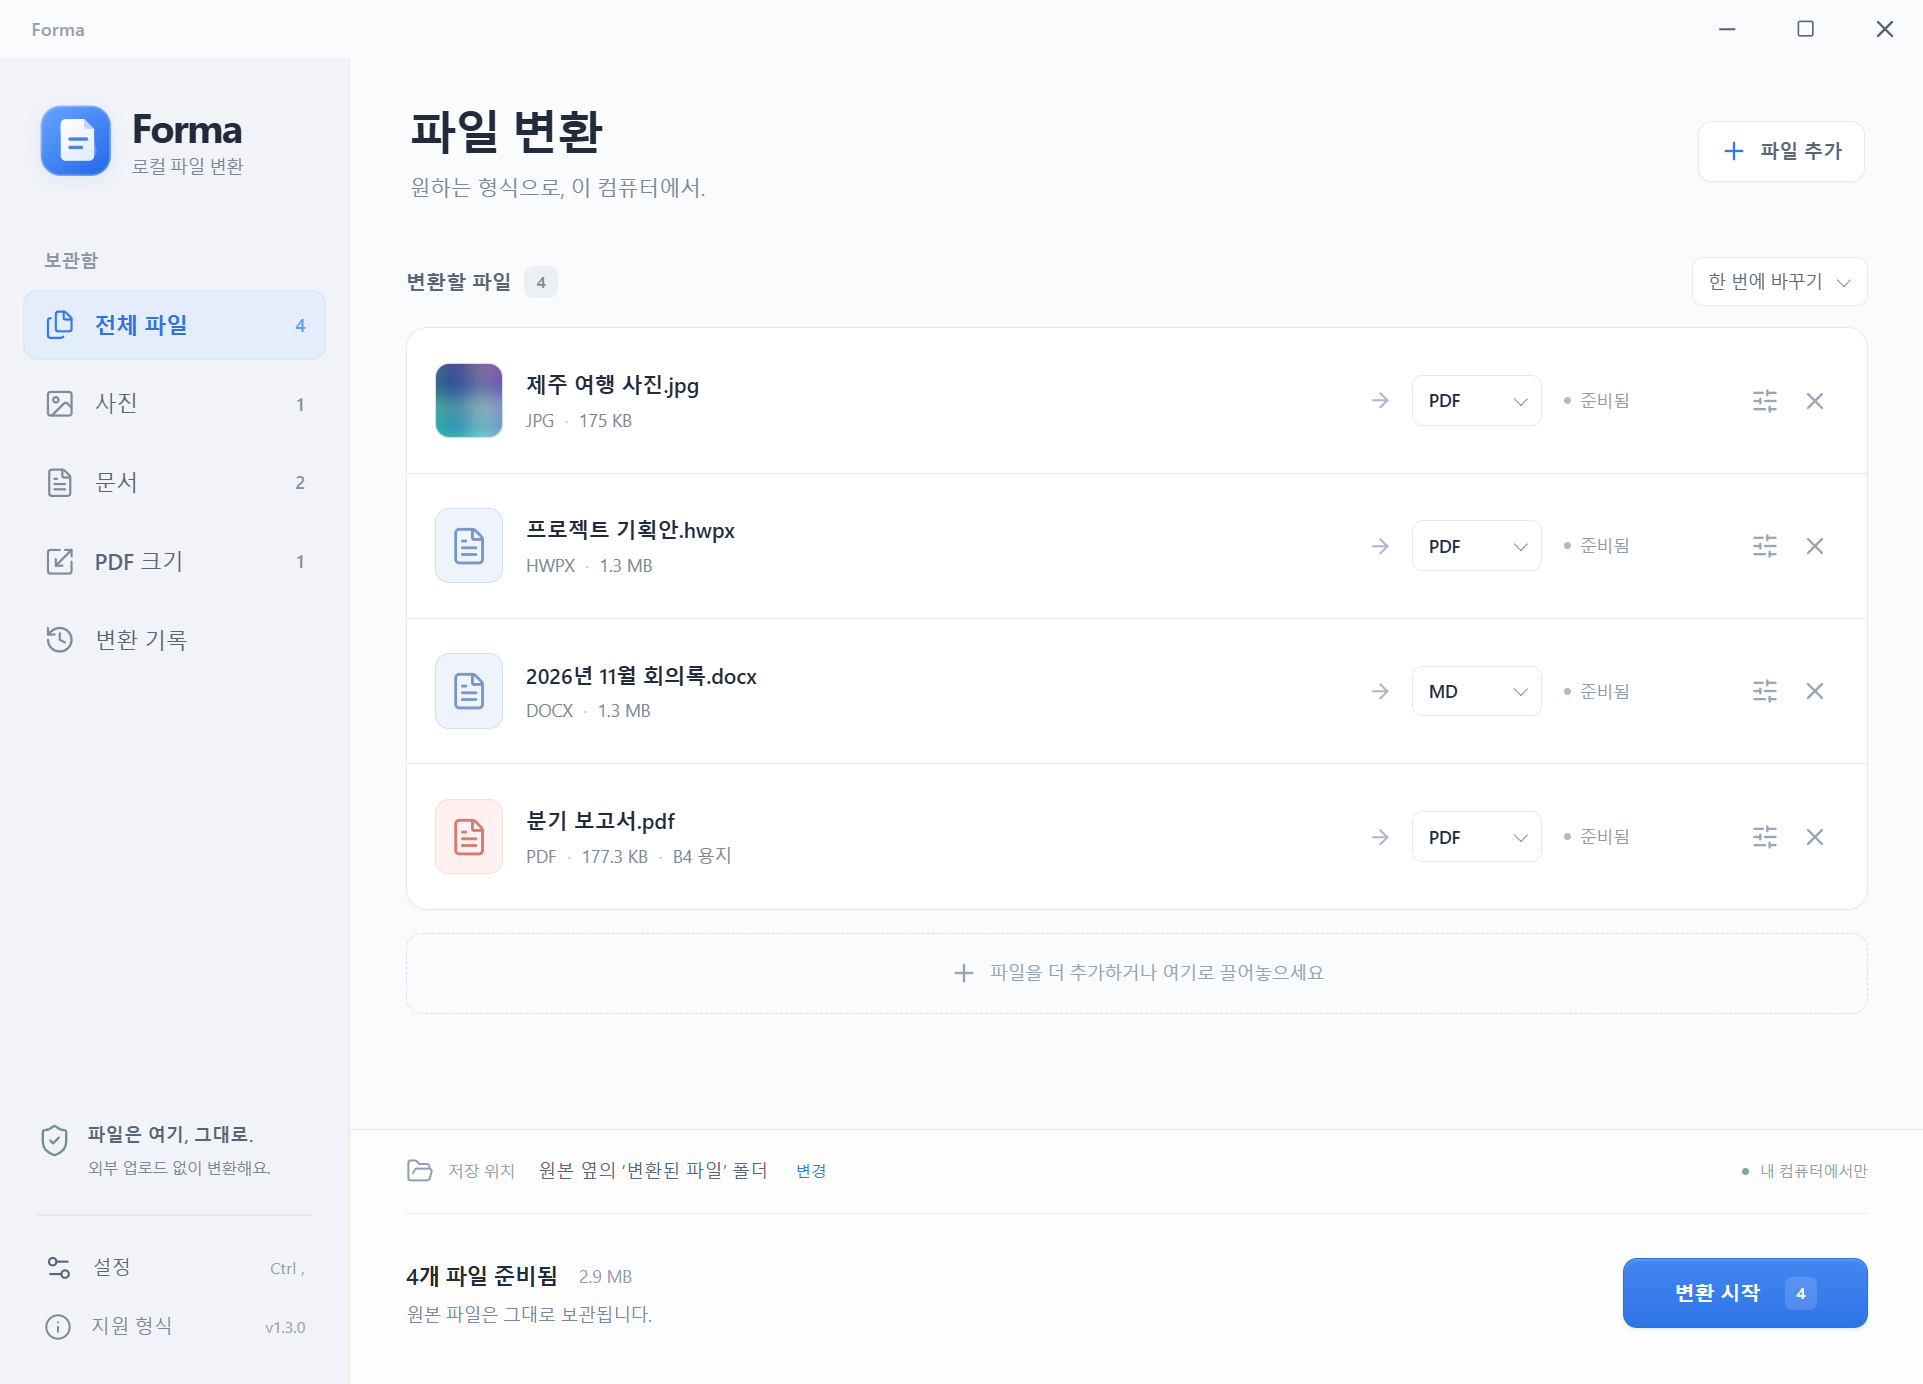 Forma
Forma
로컬 파일 변환
보관함
전체 파일 4
사진 1
문서 2
PDF 크기 1
변환 기록
파일은 여기, 그대로.
외부 업로드 없이 변환해요.
설정 Ctrl ,
지원 형식 v1.3.0
파일 변환
원하는 형식으로, 이 컴퓨터에서.
파일 추가
변환할 파일 4
한 번에 바꾸기
제주 여행 사진.jpg
JPG · 175 KB
PDF
준비됨
프로젝트 기획안.hwpx
HWPX · 1.3 MB
PDF
준비됨
2026년 11월 회의록.docx
DOCX · 1.3 MB
MD
준비됨
분기 보고서.pdf
PDF · 177.3 KB · B4 용지
PDF
준비됨
파일을 더 추가하거나 여기로 끌어놓으세요
저장 위치 원본 옆의 ‘변환된 파일’ 폴더 변경
내 컴퓨터에서만
4개 파일 준비됨 2.9 MB
원본 파일은 그대로 보관됩니다.
변환 시작 4